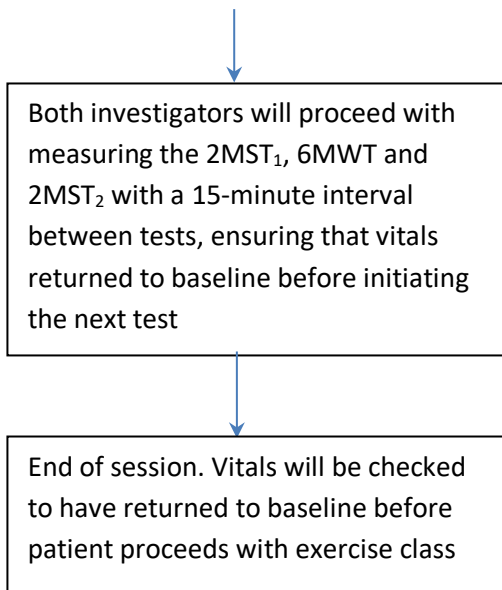 Both investigators will proceed with
measuring the 2MST₁, 6MWT and
2MST₂ with a 15-minute interval
between tests, ensuring that vitals
returned to baseline before initiating
the next test
End of session. Vitals will be checked
to have returned to baseline before
patient proceeds with exercise class